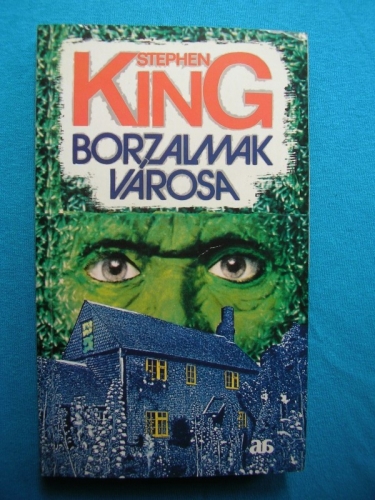 STEPHEN
KING
BORZALMAK
VÁROSA